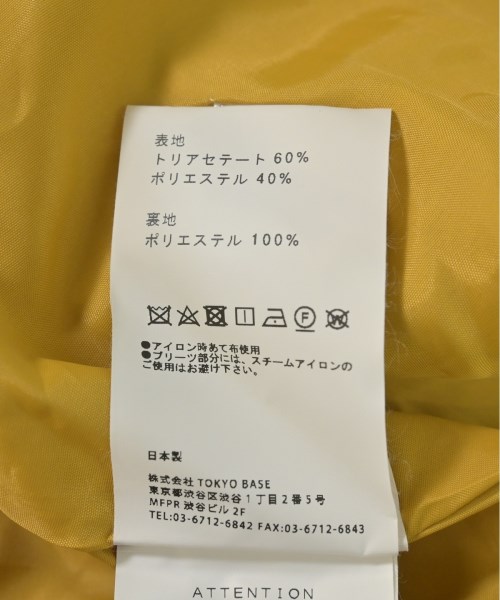 表地
トリアセテート 60%
ポリエステル 40%
裏地
ポリエステル 100%
F
W
●アイロン時あて布使用
●プリーツ部分には、スチームアイロンの
ご使用はお避け下さい。
日本製
株式会社 TOKYO BASE
東京都渋谷区渋谷1丁目2番5号
MFPR 渋谷ビル 2F
TEL:03-6712-6842 FAX:03-6712-6843
ATTENTION